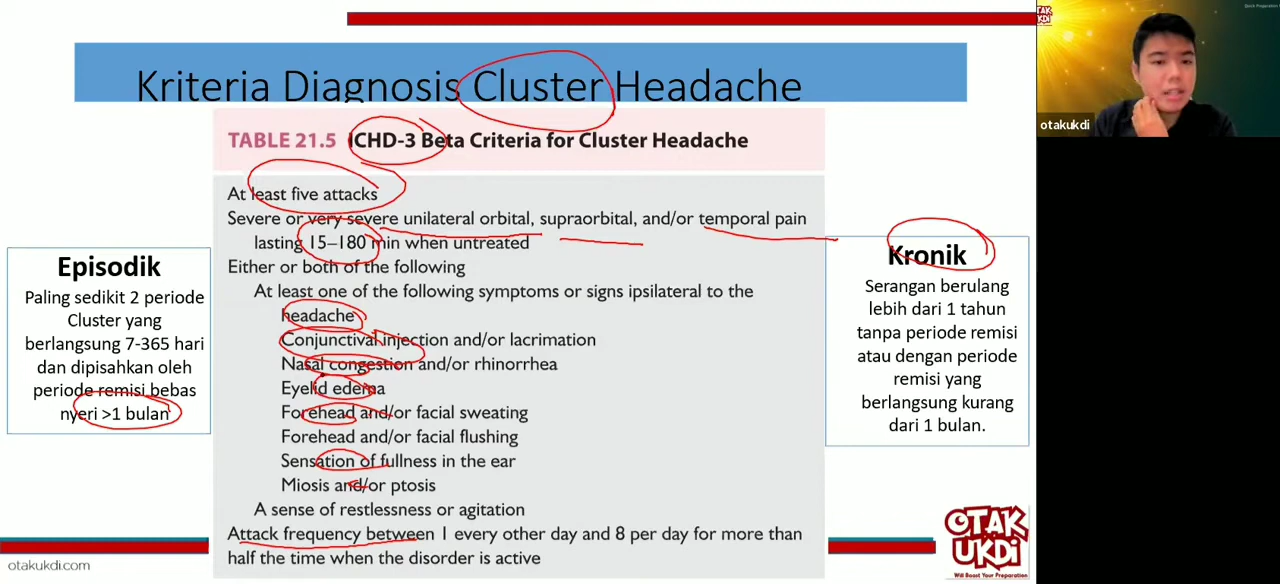 Kriteria Diagnosis Cluster Headache
TABLE 21.5 ICHD-3 Beta Criteria for Cluster Headache
At least five attacks
Severe or very severe unilateral orbital, supraorbital, and/or temporal pain
lasting 15–180 min when untreated
Either or both of the following
At least one of the following symptoms or signs ipsilateral to the
headache
Conjunctival injection and/or lacrimation
Nasal congestion and/or rhinorrhea
Eyelid edema
Forehead and/or facial sweating
Forehead and/or facial flushing
Sensation of fullness in the ear
Miosis and/or ptosis
A sense of restlessness or agitation
Attack frequency between 1 every other day and 8 per day for more than
half the time when the disorder is active
Episodik
Paling sedikit 2 periode
Cluster yang
berlangsung 7-365 hari
dan dipisahkan oleh
periode remisi bebas
nyeri >1 bulan
Kronik
Serangan berulang
lebih dari 1 tahun
tanpa periode remisi
atau dengan periode
remisi yang
berlangsung kurang
dari 1 bulan.
otakukdi.com
OTAK
UKDi
Will Boost Your Preparation
OTAK
UKDI
otakukdi